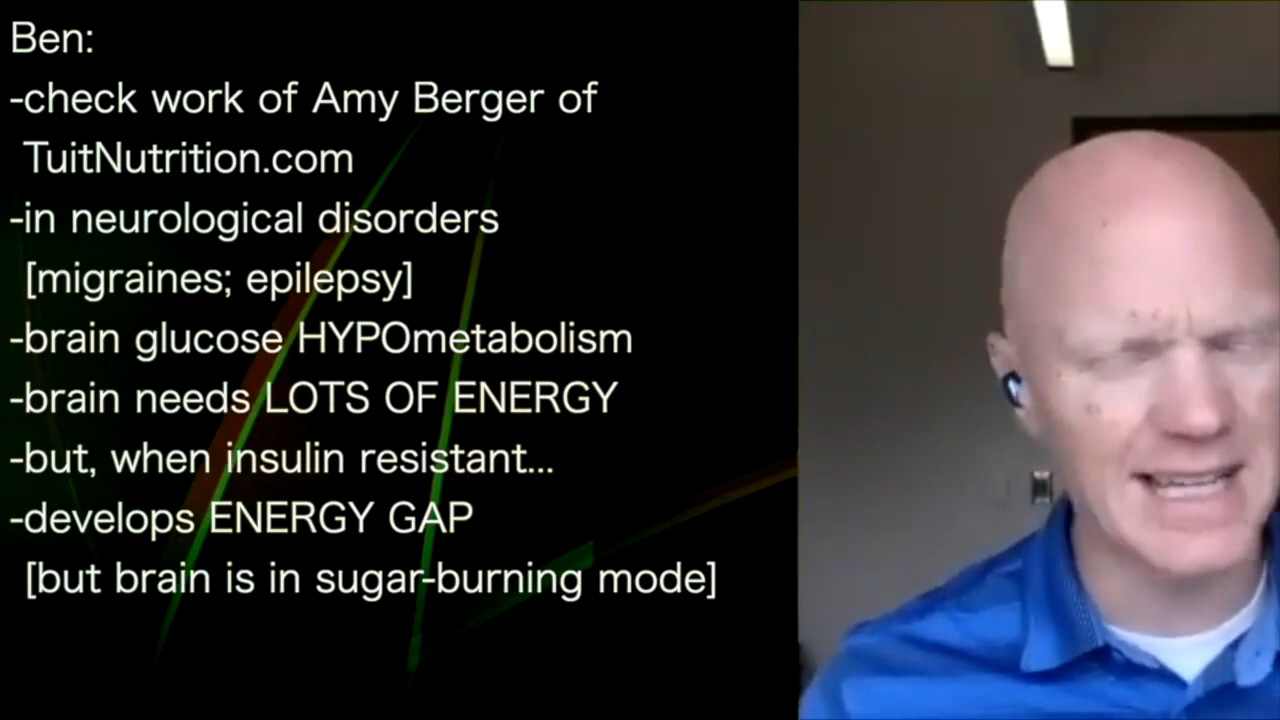 Ben:
-check work of Amy Berger of
TuitNutrition.com
-in neurological disorders
[migraines; epilepsy]
-brain glucose HYPOmetabolism
-brain needs LOTS OF ENERGY
-but, when insulin resistant...
-develops ENERGY GAP
[but brain is in sugar-burning mode]